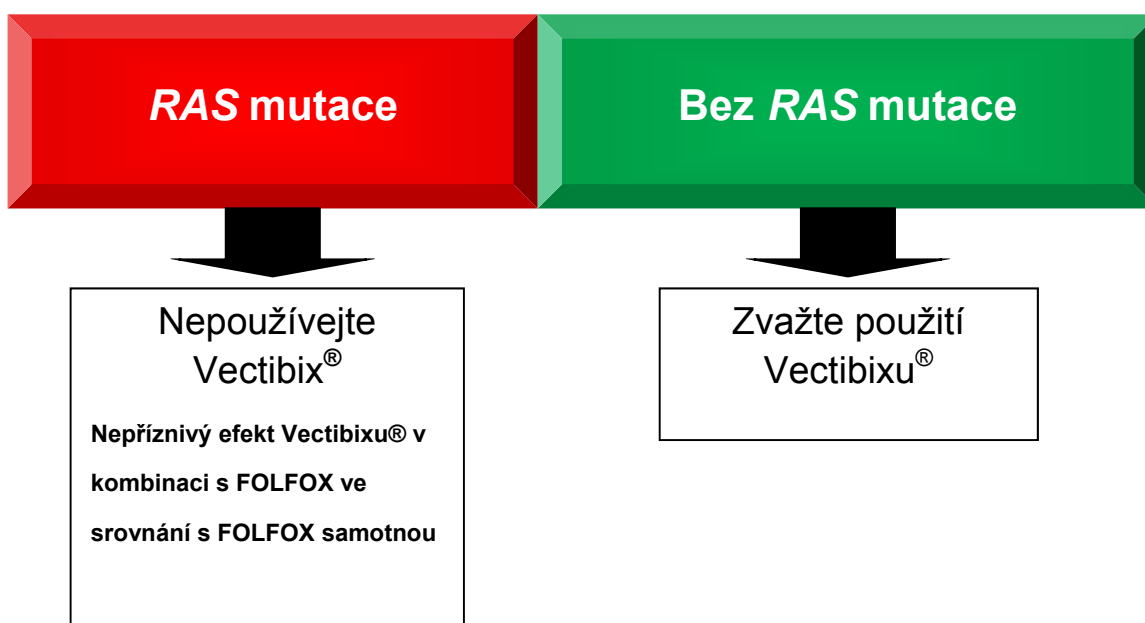 RAS mutace
Bez RAS mutace
Nepoužívejte
Vectibix®
Nepříznivý efekt Vectibixu® v
kombinaci s FOLFOX ve
srovnání s FOLFOX samotnou
Zvažte použití
Vectibixu®